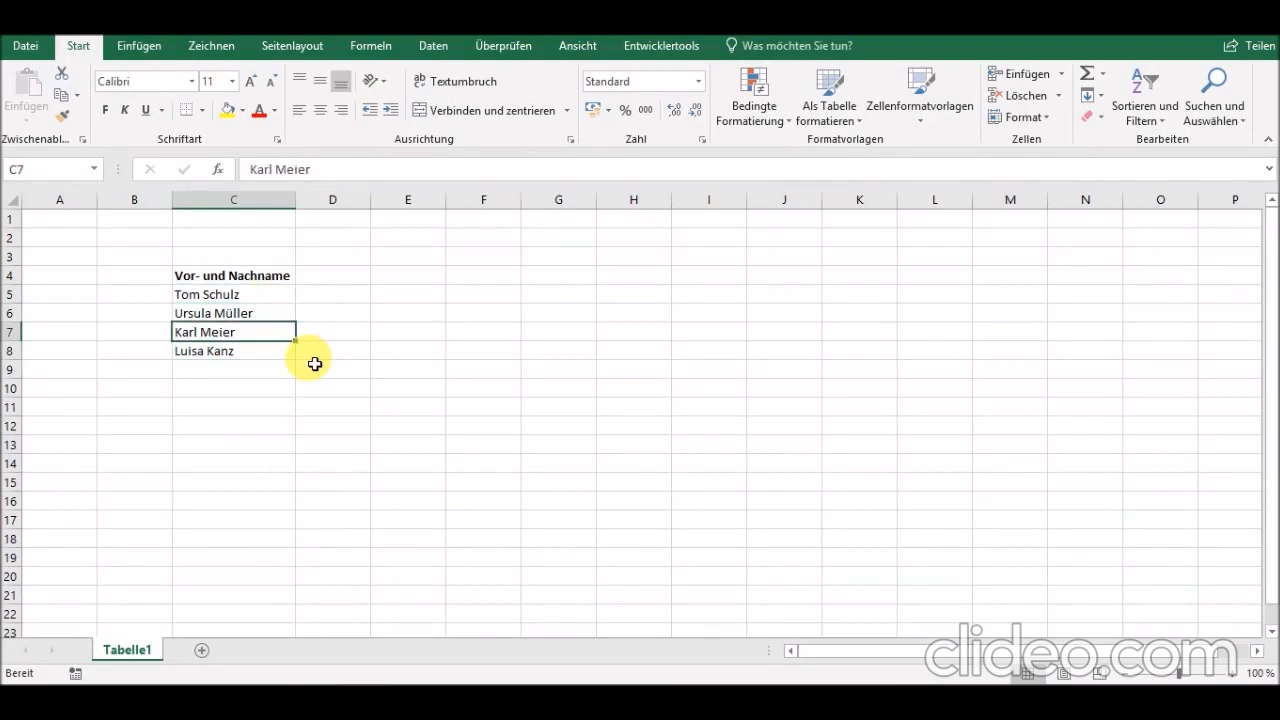 Datei Start Einfügen Zeichnen Seitenlayout Formeln Daten Überprüfen Ansicht Entwicklertools Was möchten Sie tun? Teilen
Einfügen
Calibri 11
Textumbruch
Standard
Bedingte Formatierung
Als Tabelle formatieren
Zellenformatvorlagen
Einfügen
Löschen
Format
Sortieren und Filtern
Suchen und Auswählen
F K U
Verbinden und zentrieren
% 000
Zwischenabl. Schriftart Ausrichtung Zahl Formatvorlagen Zellen Bearbeiten
C7 fx Karl Meier
A B C D E F G H I J K L M N O P
1
2
3
4 Vor- und Nachname
5 Tom Schulz
6 Ursula Müller
7 Karl Meier
8 Luisa Kanz
9
10
11
12
13
14
15
16
17
18
19
20
21
22
23
Tabelle1
clideo.com
Bereit 100 %